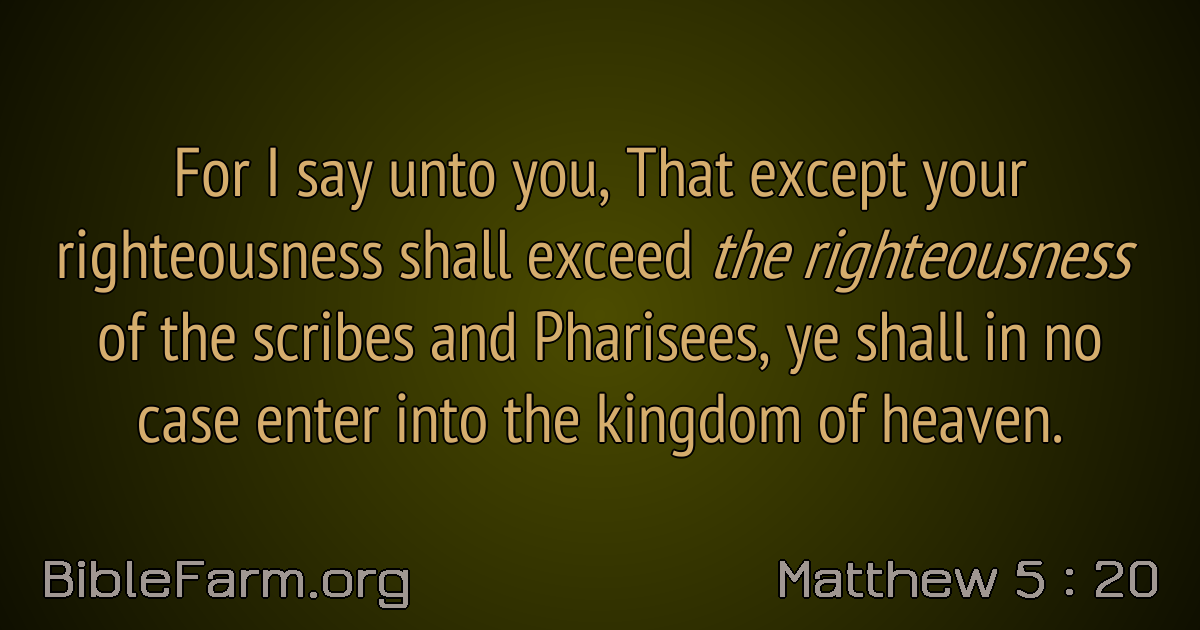 For I say unto you, That except your
righteousness shall exceed the righteousness
of the scribes and Pharisees, ye shall in no
case enter into the kingdom of heaven.
BibleFarm.org
Matthew 5 : 20